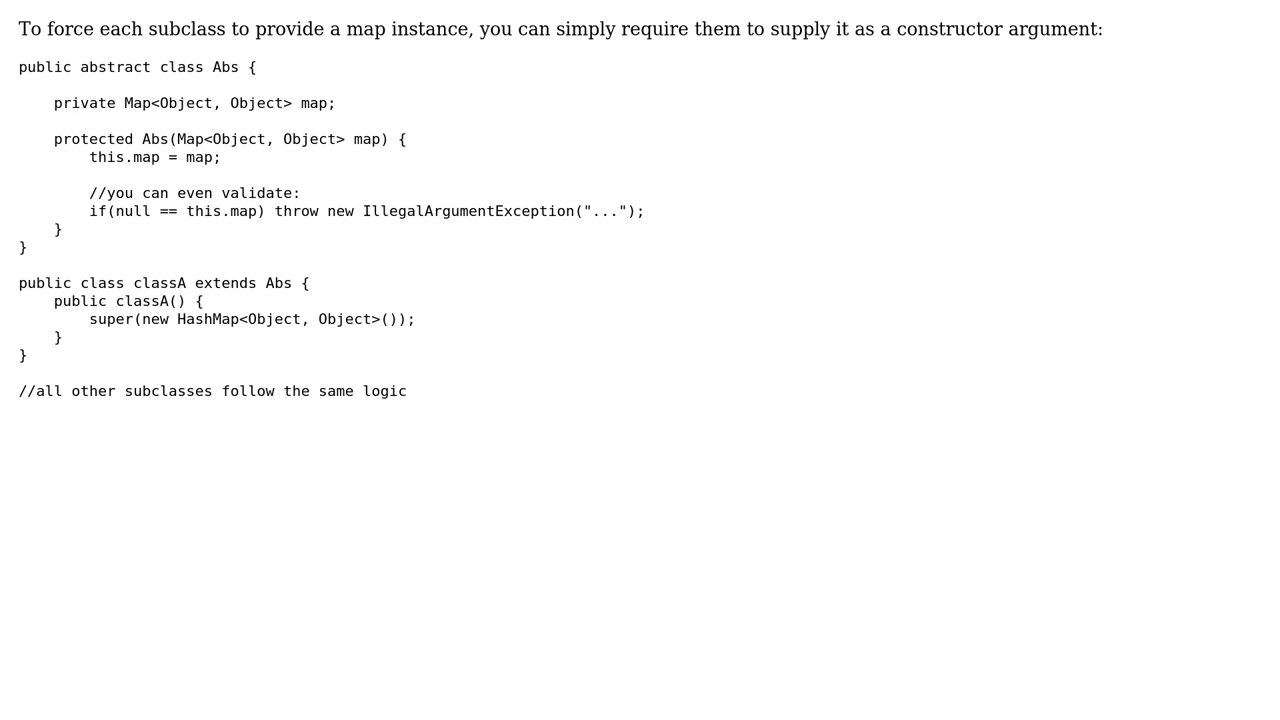 To force each subclass to provide a map instance, you can simply require them to supply it as a constructor argument:
public abstract class Abs {
    private Map<Object, Object> map;
    protected Abs(Map<Object, Object> map) {
        this.map = map;
        //you can even validate:
        if(null == this.map) throw new IllegalArgumentException("...");
    }
}
public class classA extends Abs {
    public classA() {
        super(new HashMap<Object, Object>());
    }
}
//all other subclasses follow the same logic